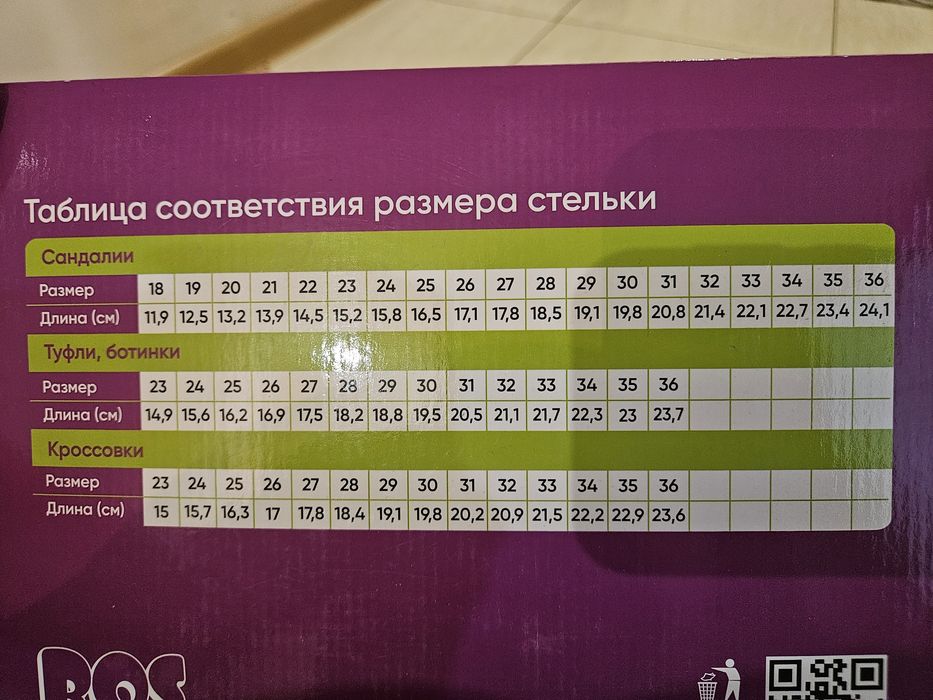 Таблица соответствия размера стельки
Сандалии
Размер 18 19 20 21 22 23 24 25 26 27 28 29 30 31 32 33 34 35 36
Длина (см) 11,9 12,5 13,2 13,9 14,5 15,2 15,8 16,5 17,1 17,8 18,5 19,1 19,8 20,8 21,4 22,1 22,7 23,4 24,1
Туфли, ботинки
Размер 23 24 25 26 27 28 29 30 31 32 33 34 35 36
Длина (см) 14,9 15,6 16,2 16,9 17,5 18,2 18,8 19,5 20,5 21,1 21,7 22,3 23 23,7
Кроссовки
Размер 23 24 25 26 27 28 29 30 31 32 33 34 35 36
Длина (см) 15 15,7 16,3 17 17,8 18,4 19,1 19,8 20,2 20,9 21,5 22,2 22,9 23,6